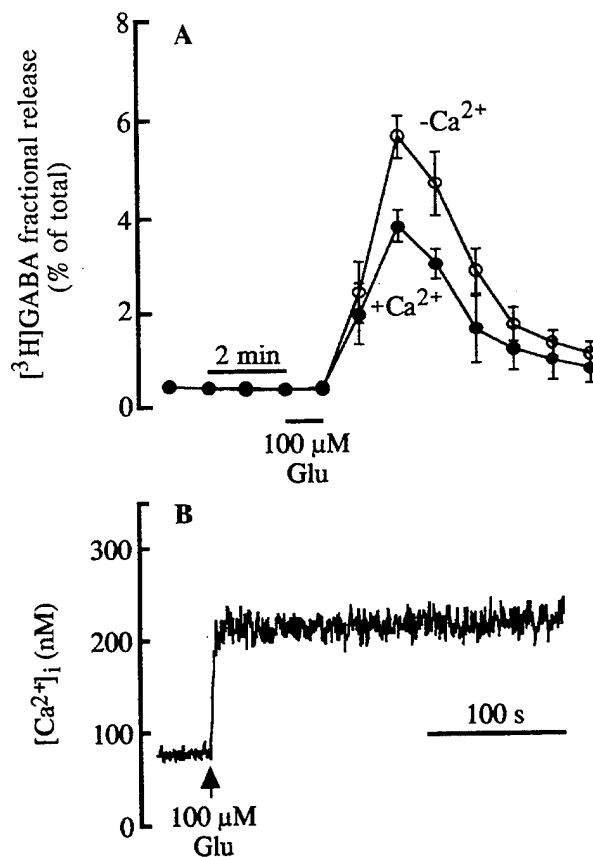 A
8
6
4
2
0
[³H]GABA fractional release
(% of total)
-Ca²⁺
+Ca²⁺
2 min
100 µM
Glu
B
300
200
100
0
[Ca²⁺]i (nM)
100 s
100 µM
Glu